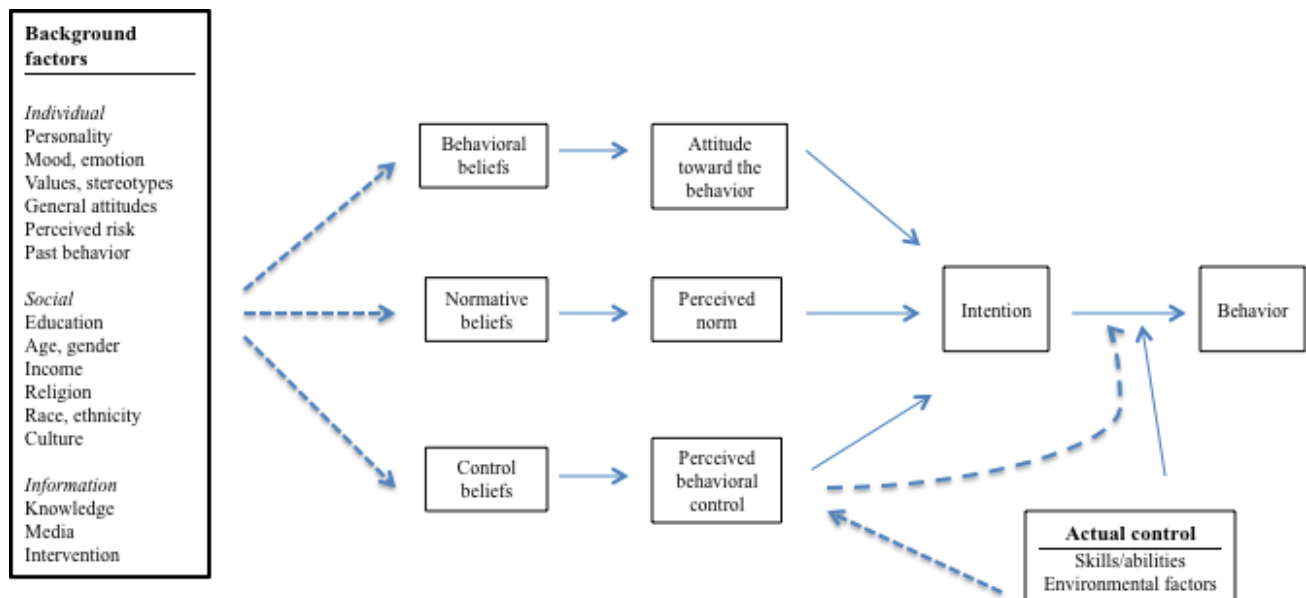 Background
factors
Individual
Personality
Mood, emotion
Values, stereotypes
General attitudes
Perceived risk
Past behavior
Social
Education
Age, gender
Income
Religion
Race, ethnicity
Culture
Information
Knowledge
Media
Intervention
Behavioral
beliefs
Attitude
toward the
behavior
Normative
beliefs
Perceived
norm
Control
beliefs
Perceived
behavioral
control
Intention
Behavior
Actual control
Skills/abilities
Environmental factors